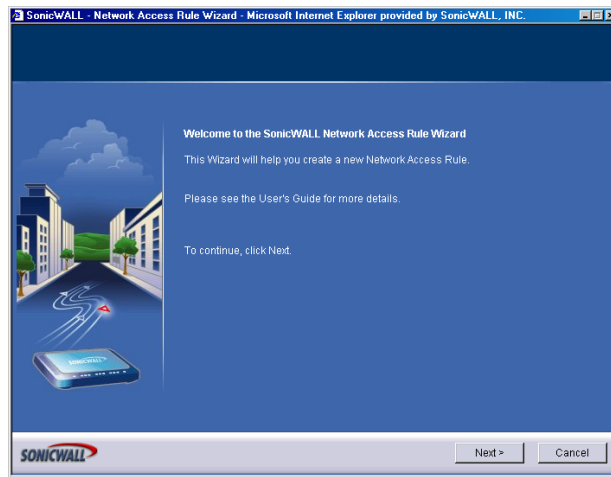 SonicWALL - Network Access Rule Wizard - Microsoft Internet Explorer provided by SonicWALL, INC.
Welcome to the SonicWALL Network Access Rule Wizard
This Wizard will help you create a new Network Access Rule.
Please see the User's Guide for more details.
To continue, click Next.
SONICWALL
SONICWALL
Next >
Cancel